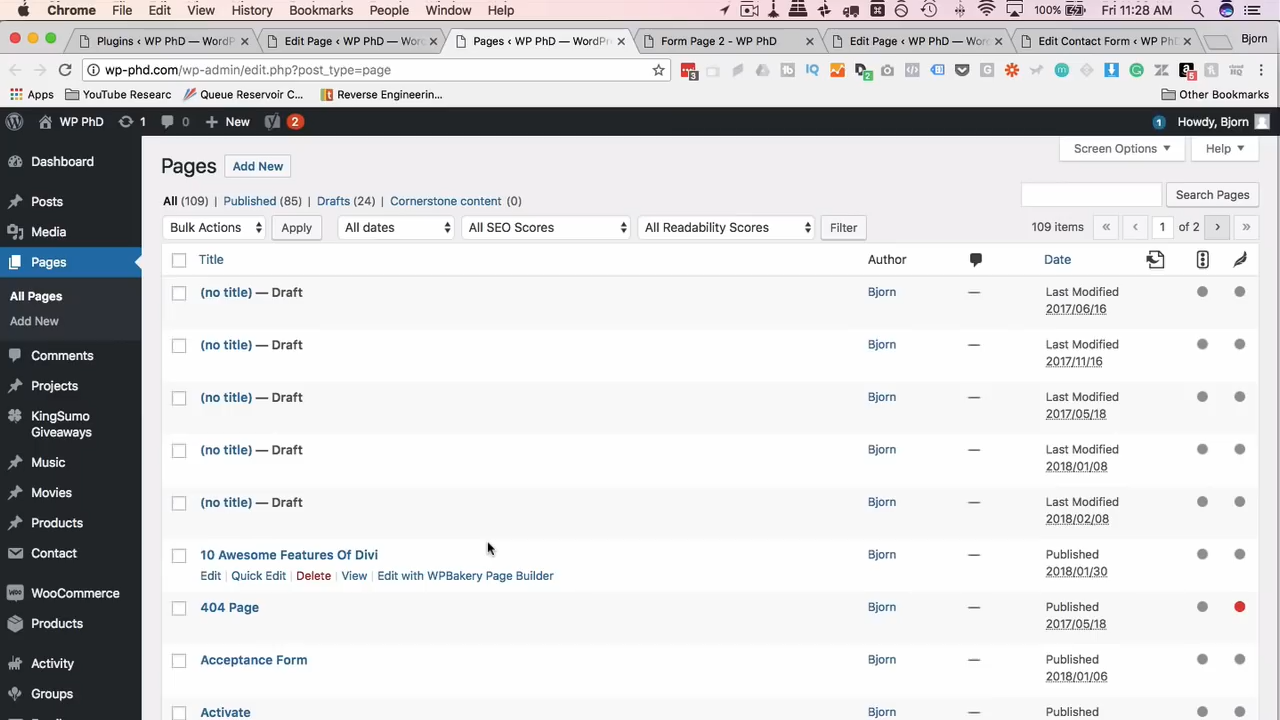 Chrome File Edit View History Bookmarks People Window Help 100% Fri 11:28 AM
Plugins ‹ WP PhD — WordP Edit Page ‹ WP PhD — Word Pages ‹ WP PhD — WordPr Form Page 2 - WP PhD Edit Page ‹ WP PhD — Word Edit Contact Form ‹ WP PhD Bjorn
wp-phd.com/wp-admin/edit.php?post_type=page 3 2 5
Apps YouTube Researc Queue Reservoir C... Reverse Engineerin... Other Bookmarks
WP PhD 1 0 New 2 1 Howdy, Bjorn
Screen Options Help
Dashboard
Posts
Media
Pages
All Pages
Add New
Comments
Projects
KingSumo
Giveaways
Music
Movies
Products
Contact
WooCommerce
Products
Activity
Groups
Pages Add New
All (109) | Published (85) | Drafts (24) | Cornerstone content (0)
Search Pages
Bulk Actions Apply All dates All SEO Scores All Readability Scores Filter 109 items « ‹ 1 of 2 › »
Title Author Date
(no title) — Draft Bjorn — Last Modified
2017/06/16
(no title) — Draft Bjorn — Last Modified
2017/11/16
(no title) — Draft Bjorn — Last Modified
2017/05/18
(no title) — Draft Bjorn — Last Modified
2018/01/08
(no title) — Draft Bjorn — Last Modified
2018/02/08
10 Awesome Features Of Divi Bjorn — Published
Edit | Quick Edit | Delete | View | Edit with WPBakery Page Builder 2018/01/30
404 Page Bjorn — Published
2017/05/18
Acceptance Form Bjorn — Published
2018/01/06
Activate Bjorn — Published